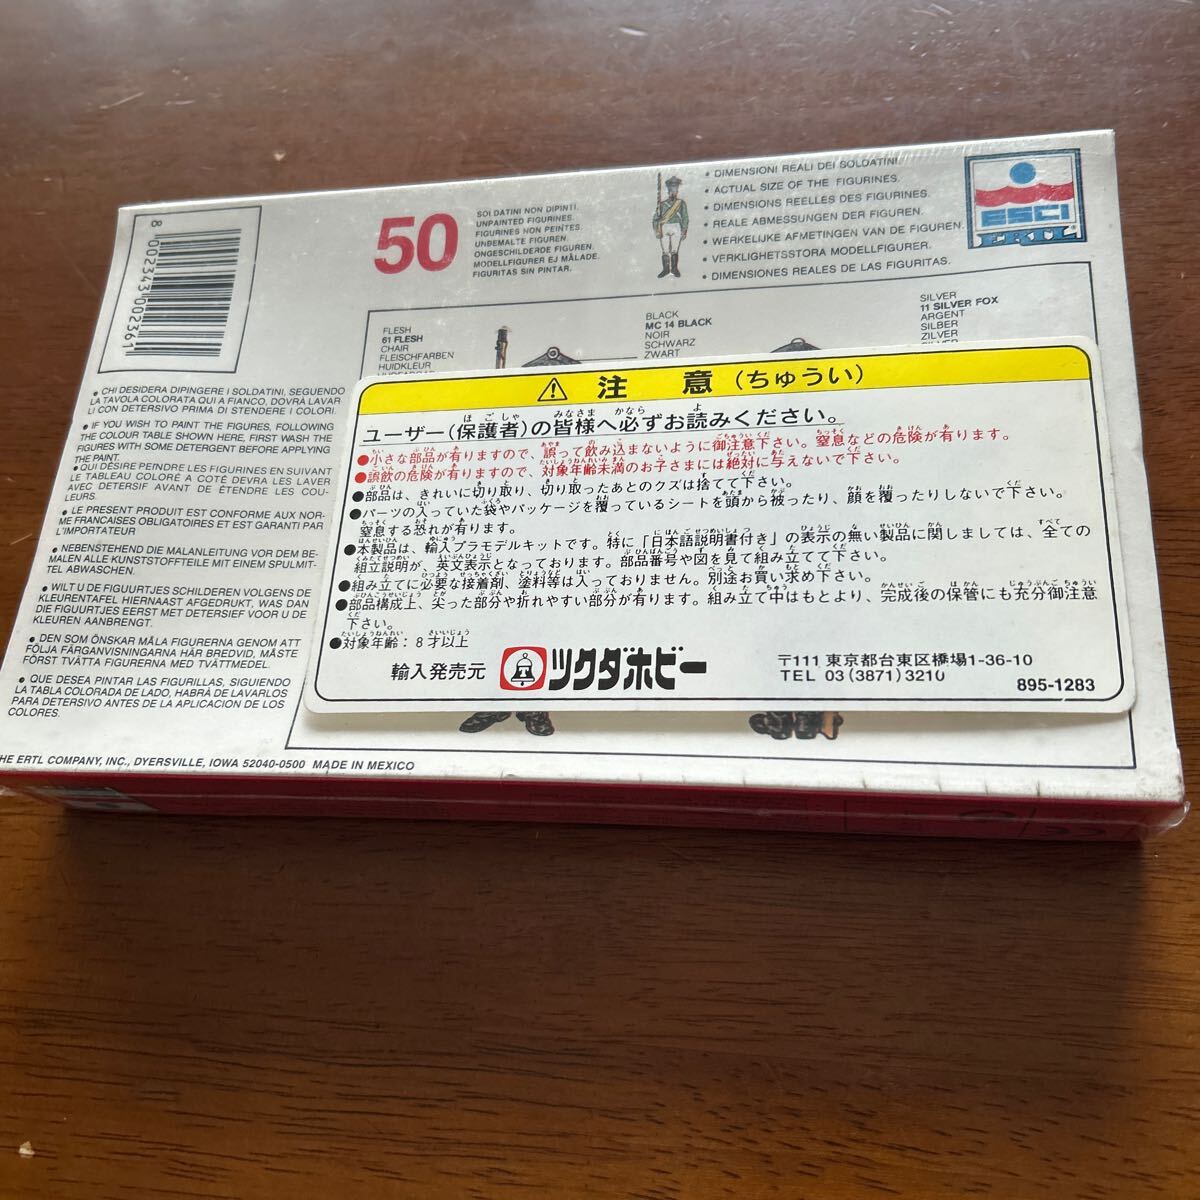 8 002343 002361
50
SOLDATINI NON DIPINTI.
UNPAINTED FIGURINES.
FIGURINES NON PEINTES.
UNBEMALTE FIGUREN.
ONGESCHILDERDE FIGUREN.
MODELLFIGURER EJ MÅLADE.
FIGURITAS SIN PINTAR.
• DIMENSIONI REALI DEI SOLDATINI.
• ACTUAL SIZE OF THE FIGURINES.
• DIMENSIONS REELLES DES FIGURINES.
• REALE ABMESSUNGEN DER FIGUREN.
• WERKELIJKE AFMETINGEN VAN DE FIGUREN.
• VERKLIGHETSSTORA MODELLFIGURER.
• DIMENSIONES REALES DE LAS FIGURITAS.
ESCI
ERTL
FLESH
61 FLESH
CHAIR
FLEISCHFARBEN
HUIDKLEUR
BLACK
MC 14 BLACK
NOIR
SCHWARZ
ZWART
SILVER
11 SILVER FOX
ARGENT
SILBER
ZILVER
• CHI DESIDERA DIPINGERE I SOLDATINI, SEGUENDO
LA TAVOLA COLORATA QUI A FIANCO, DOVRÀ LAVAR
LI CON DETERSIVO PRIMA DI STENDERE I COLORI.
• IF YOU WISH TO PAINT THE FIGURES, FOLLOWING
THE COLOUR TABLE SHOWN HERE, FIRST WASH THE
FIGURES WITH SOME DETERGENT BEFORE APPLYING
THE PAINT.
• QUI DÉSIRE PEINDRE LES FIGURINES EN SUIVANT
LE TABLEAU COLORÉ A COTÉ DEVRA LES LAVER
AVEC DETERSIF AVANT DE ÉTENDRE LES COU-
LEURS.
• LE PRESENT PRODUIT EST CONFORME AUX NOR-
ME FRANCAISES OBLIGATOIRES ET EST GARANTI PAR
L'IMPORTATEUR
• NEBENSTEHEND DIE MALANLEITUNG VOR DEM BE-
MALEN ALLE KUNSTSTOFFTEILE MIT EINEM SPULMIT-
TEL ABWASCHEN.
• WILT U DE FIGUURTJES SCHILDEREN VOLGENS DE
KLEURENTAFEL HIERNAAST AFGEDRUKT, WAS DAN
DE FIGUURTJES EERST MET DETERSIEF VOOR U DE
KLEUREN AANBRENGT.
• DEN SOM ÖNSKAR MÅLA FIGURERNA GENOM ATT
FÖLJA FÄRGANVISNINGARNA HÄR BREDVID, MÅSTE
FÖRST TVÄTTA FIGURERNA MED TVÄTTMEDEL.
• QUE DESEA PINTAR LAS FIGURILLAS, SIGUIENDO
LA TABLA COLORADA DE LADO, HABRÁ DE LAVARLOS
PARA DETERSIVO ANTES DE LA APLICACION DE LOS
COLORES.
HE ERTL COMPANY, INC., DYERSVILLE, IOWA 52040-0500 MADE IN MEXICO
⚠ 注 意 (ちゅうい)
ユーザー(保護者)の皆様へ必ずお読みください。
●小さな部品が有りますので、誤って飲み込まないように御注意下さい。窒息などの危険が有ります。
●誤飲の危険が有りますので、対象年齢未満のお子さまには絶対に与えないで下さい。
●部品は、きれいに切り取り、切り取ったあとのクズは捨てて下さい。
●パーツの入っていた袋やパッケージを覆っているシートを頭から被ったり、顔を覆ったりしないで下さい。
窒息する恐れが有ります。
●本製品は、輸入プラモデルキットです。特に「日本語説明書付き」の表示の無い製品に関しましては、全ての
組立説明が、英文表示となっております。部品番号や図を見て組み立てて下さい。
●組み立てに必要な接着剤、塗料等は入っておりません。別途お買い求め下さい。
●部品構成上、尖った部分や折れやすい部分が有ります。組み立て中はもとより、完成後の保管にも充分御注意
下さい。
●対象年齢:8才以上
輸入発売元 ツクダホビー
〒111 東京都台東区橋場1-36-10
TEL 03(3871)3210
895-1283